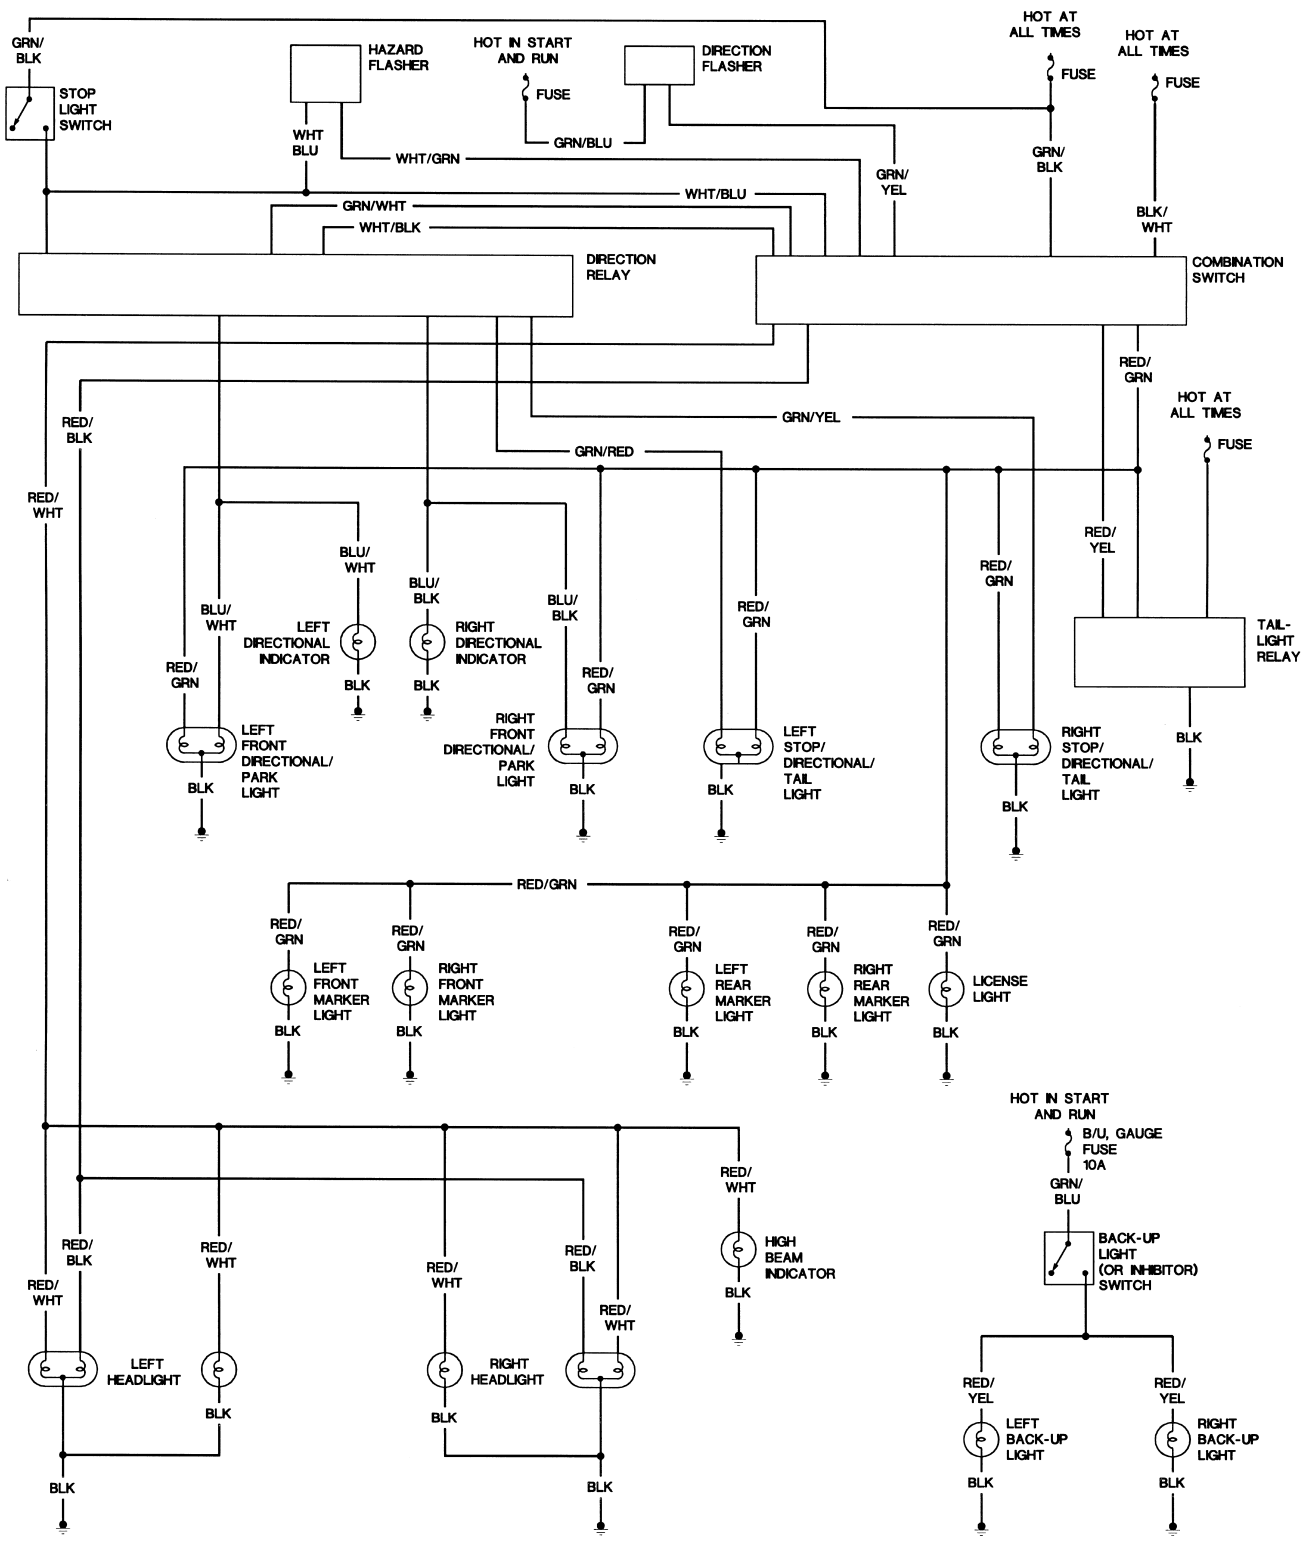 HOT AT
ALL TIMES
FUSE
HOT AT
ALL TIMES
FUSE
GRN/
BLK
STOP
LIGHT
SWITCH
HAZARD
FLASHER
HOT IN START
AND RUN
FUSE
DIRECTION
FLASHER
WHT
BLU
GRN/BLU
WHT/GRN
GRN/
YEL
GRN/
BLK
WHT/BLU
GRN/WHT
WHT/BLK
BLK/
WHT
DIRECTION
RELAY
COMBINATION
SWITCH
RED/
GRN
HOT AT
ALL TIMES
FUSE
RED/
BLK
GRN/YEL
GRN/RED
RED/
WHT
RED/
YEL
BLU/
WHT
BLU/
BLK
BLU/
WHT
BLU/
BLK
RED/
GRN
RED/
GRN
LEFT
DIRECTIONAL
INDICATOR
RIGHT
DIRECTIONAL
INDICATOR
TAIL-
LIGHT
RELAY
RED/
GRN
RED/
GRN
BLK
BLK
BLK
LEFT
FRONT
DIRECTIONAL/
PARK
LIGHT
RIGHT
FRONT
DIRECTIONAL/
PARK
LIGHT
LEFT
STOP/
DIRECTIONAL/
TAIL
LIGHT
RIGHT
STOP/
DIRECTIONAL/
TAIL
LIGHT
BLK
BLK
BLK
BLK
RED/GRN
RED/
GRN
RED/
GRN
RED/
GRN
RED/
GRN
RED/
GRN
LEFT
FRONT
MARKER
LIGHT
RIGHT
FRONT
MARKER
LIGHT
LEFT
REAR
MARKER
LIGHT
RIGHT
REAR
MARKER
LIGHT
LICENSE
LIGHT
BLK
BLK
BLK
BLK
BLK
HOT IN START
AND RUN
B/U, GAUGE
FUSE
10A
GRN/
BLU
BACK-UP
LIGHT
(OR INHIBITOR)
SWITCH
RED/
WHT
RED/
BLK
RED/
WHT
RED/
WHT
RED/
BLK
RED/
WHT
RED/
WHT
HIGH
BEAM
INDICATOR
BLK
LEFT
HEADLIGHT
RIGHT
HEADLIGHT
BLK
BLK
BLK
BLK
RED/
YEL
RED/
YEL
LEFT
BACK-UP
LIGHT
RIGHT
BACK-UP
LIGHT
BLK
BLK